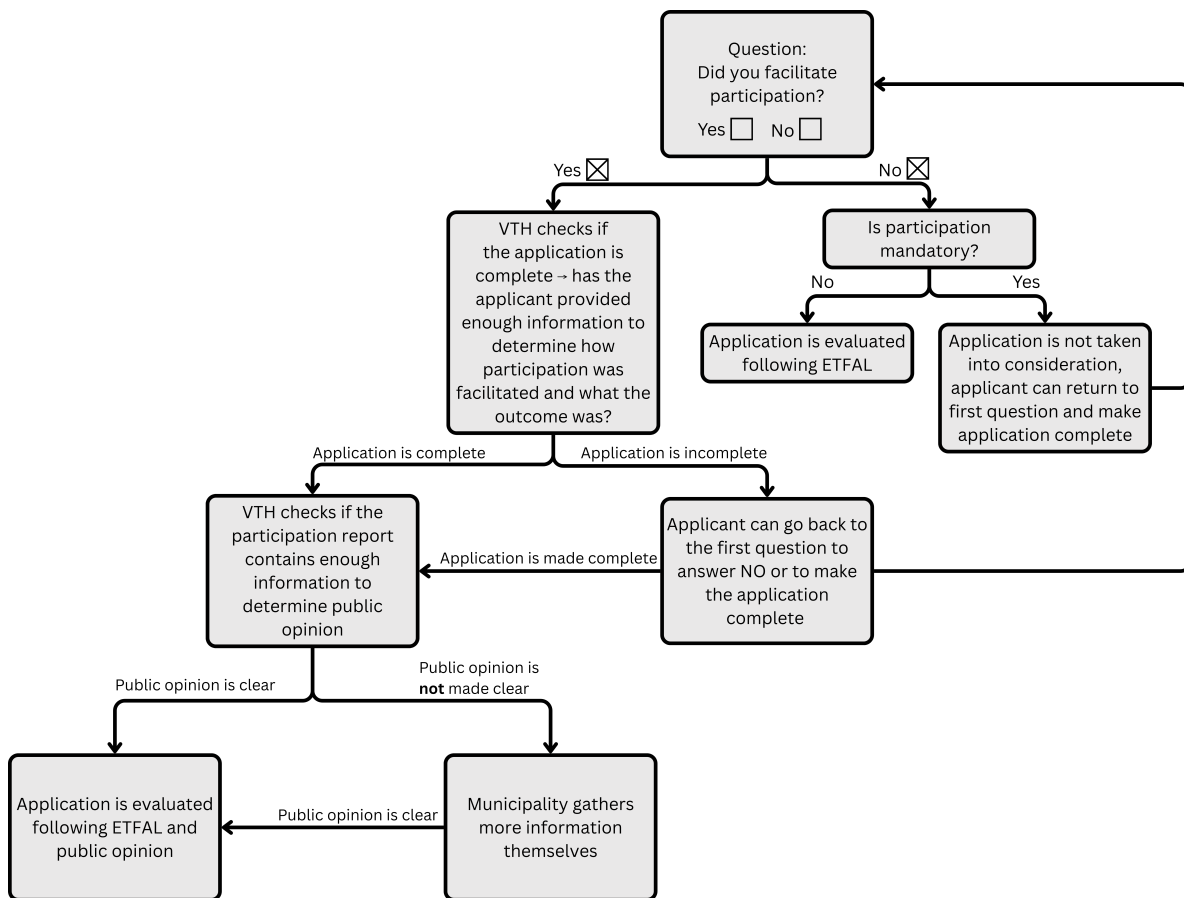 Question:
Did you facilitate
participation?
Yes No
Yes
No
VTH checks if
the application is
complete → has the
applicant provided
enough information to
determine how
participation was
facilitated and what the
outcome was?
Is participation
mandatory?
No
Yes
Application is evaluated
following ETFAL
Application is not taken
into consideration,
applicant can return to
first question and make
application complete
Application is complete
Application is incomplete
VTH checks if the
participation report
contains enough
information to
determine public
opinion
Application is made complete
Applicant can go back to
the first question to
answer NO or to make
the application
complete
Public opinion is clear
Public opinion is
not made clear
Application is evaluated
following ETFAL and
public opinion
Public opinion is clear
Municipality gathers
more information
themselves